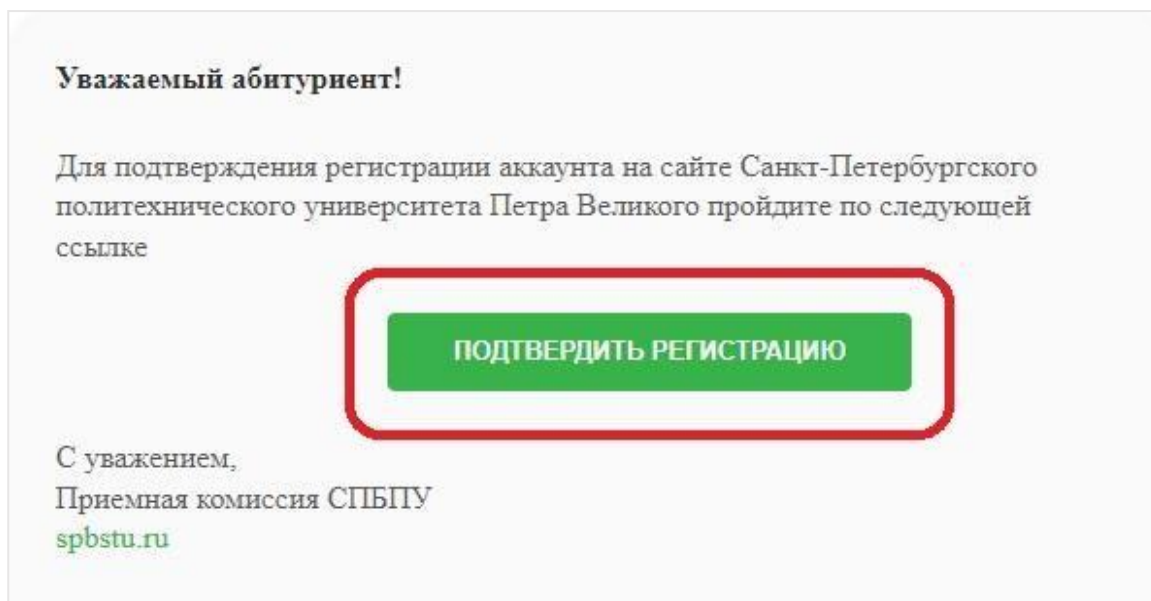 Уважаемый абитуриент!
Для подтверждения регистрации аккаунта на сайте Санкт-Петербургского
политехнического университета Петра Великого пройдите по следующей
ссылке
ПОДТВЕРДИТЬ РЕГИСТРАЦИЮ
С уважением,
Приемная комиссия СПБПУ
spbstu.ru